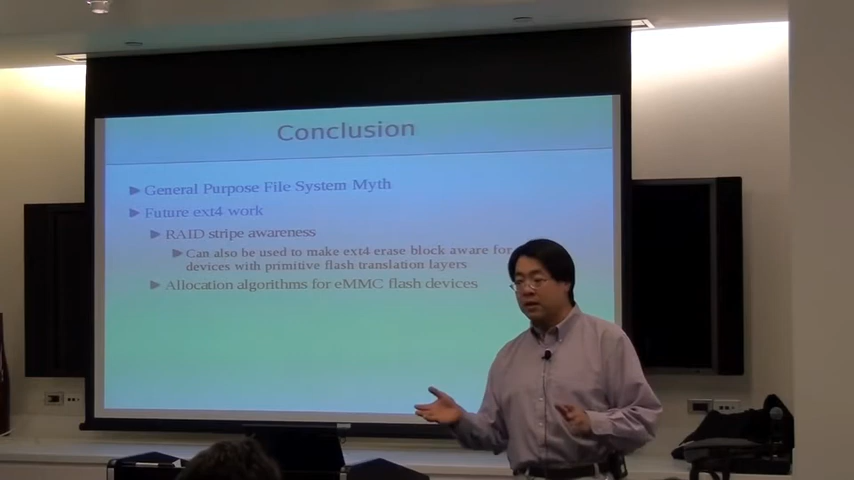 Conclusion
General Purpose File System Myth
Future ext4 work
RAID stripe awareness
Can also be used to make ext4 erase block aware for
devices with primitive flash translation layers
Allocation algorithms for eMMC flash devices